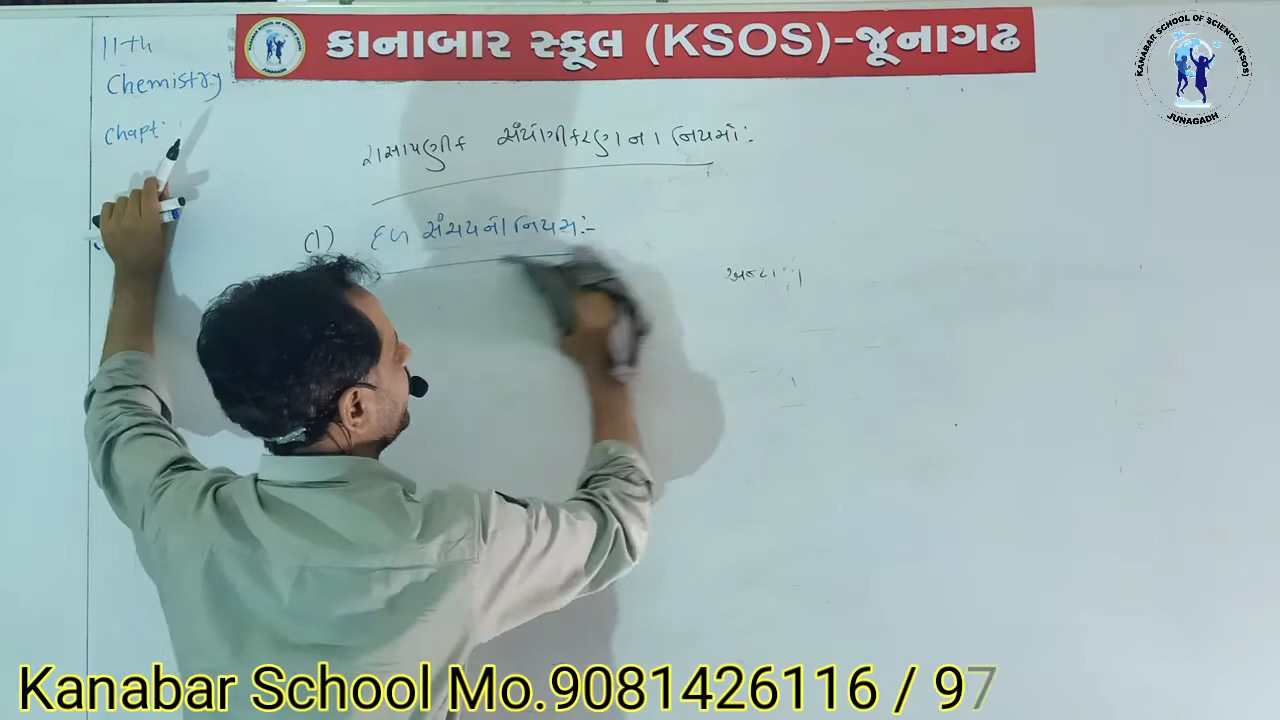 કાનાબાર સ્કૂલ (KSOS)-જૂનાગઢ
KANABAR SCHOOL OF SCIENCE (KSOS)
JUNAGADH
11th
Chemistry
Chapt:
રાસાયણીક સંયોગીકરણના નિયમો:
(1) દળ સંચયનો નિયમ:-
Kanabar School Mo.9081426116 / 97